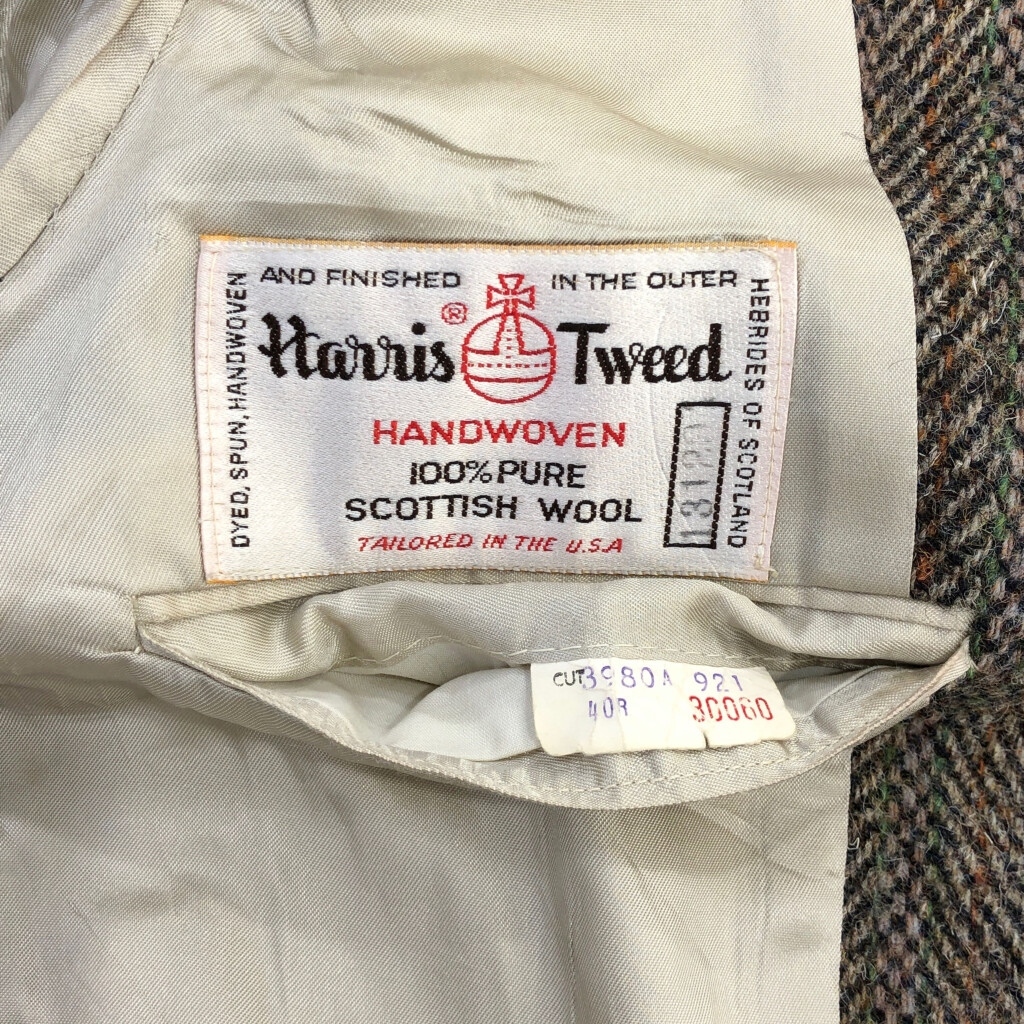 DYED, SPUN, HANDWOVEN
AND FINISHED
IN THE OUTER
HEBRIDES OF SCOTLAND
Harris ® Tweed
HANDWOVEN
100% PURE
SCOTTISH WOOL
TAILORED IN THE U.S.A
CUT 3980A 921
40R 30060